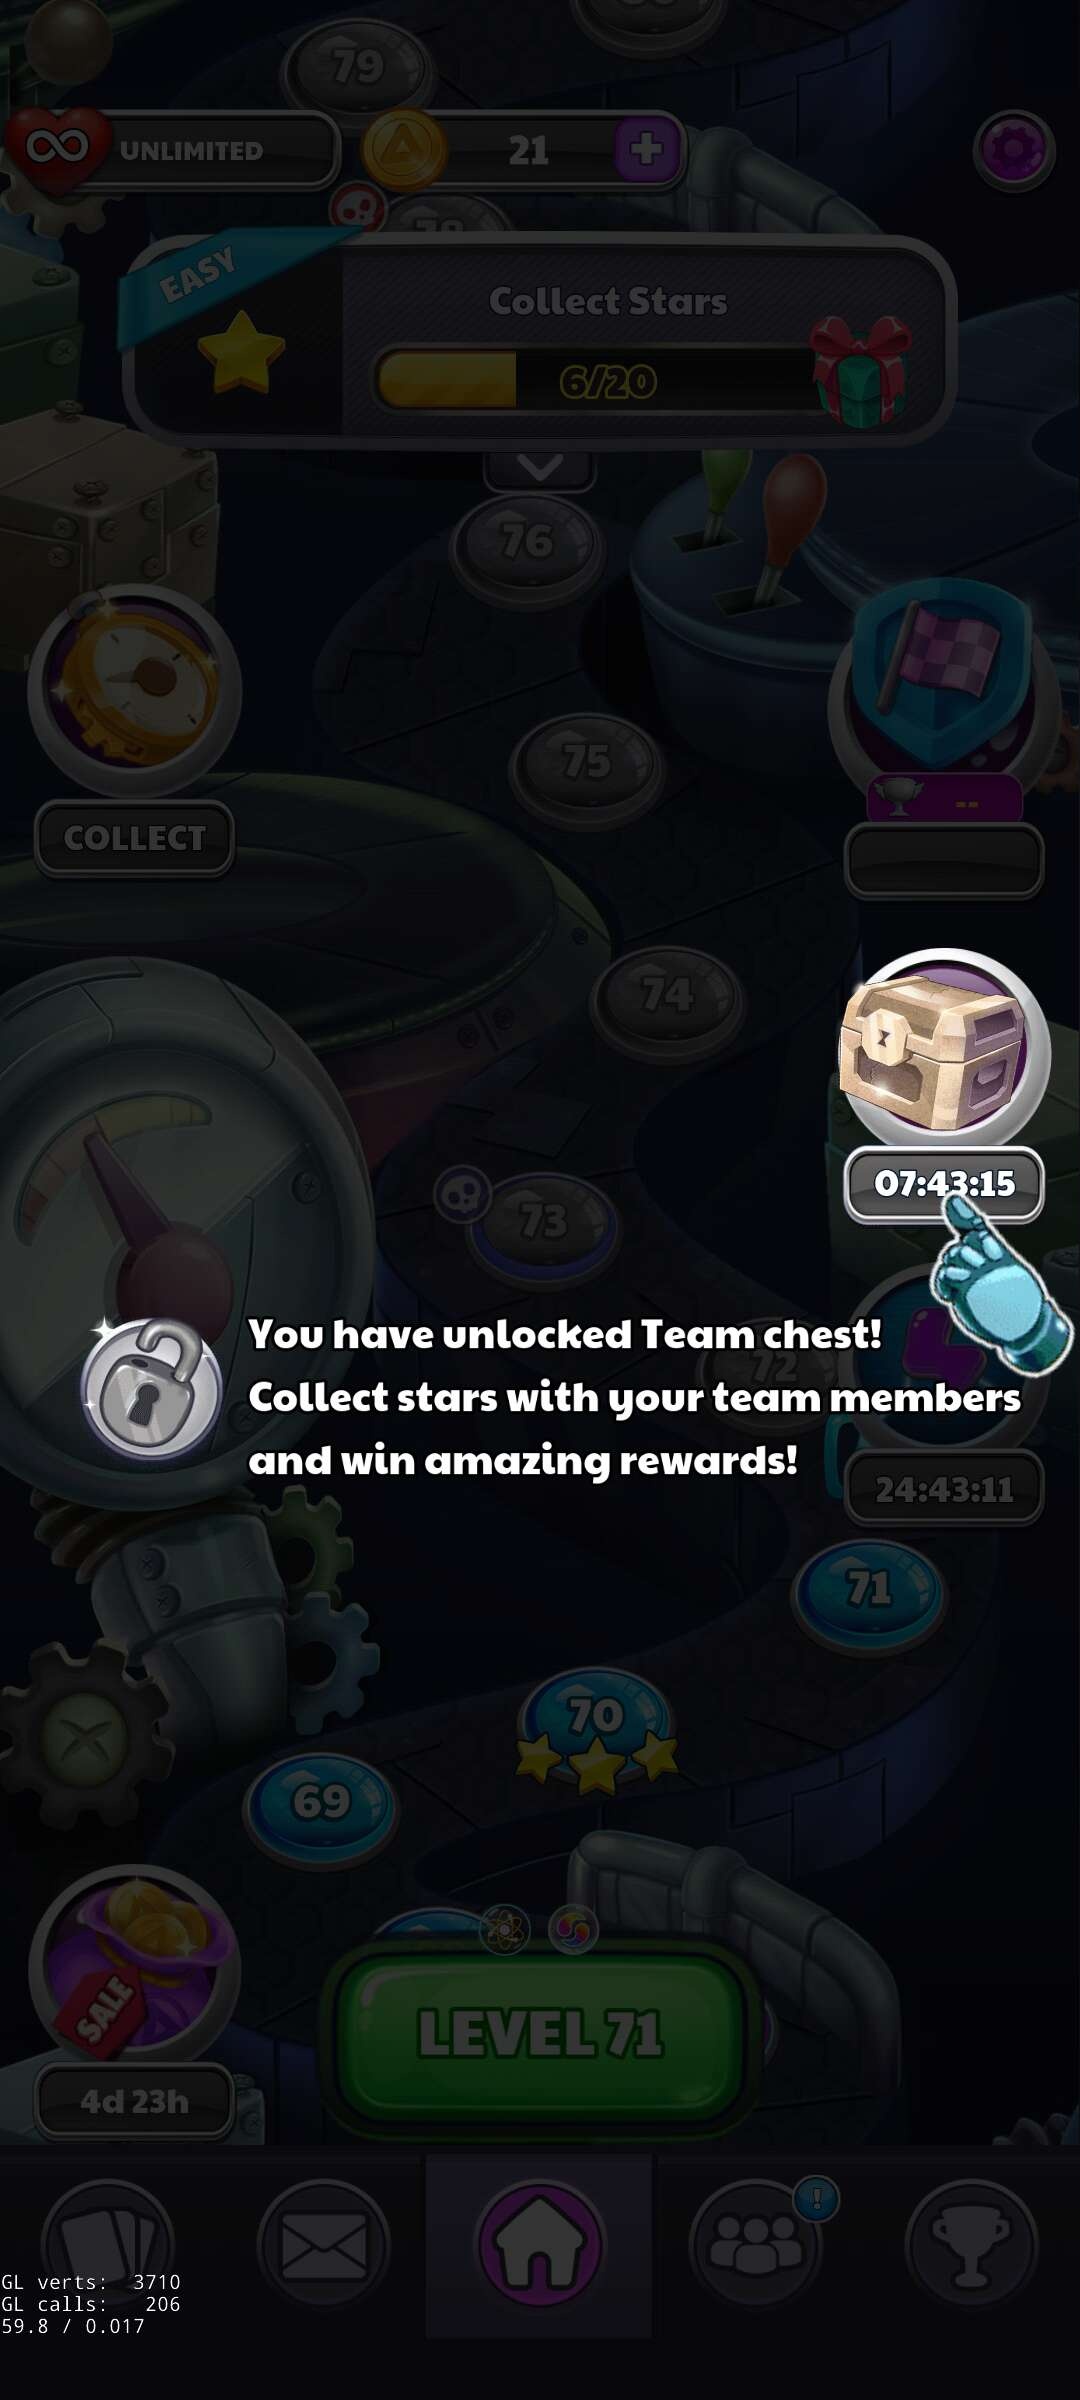 79
UNLIMITED
21
EASY
Collect Stars
6/20
76
75
COLLECT
--
74
07:43:15
73
You have unlocked Team chest!
Collect stars with your team members
and win amazing rewards!
72
24:43:11
71
70
69
SALE
LEVEL 71
4d 23h
!
GL verts: 3710
GL calls: 206
59.8 / 0.017